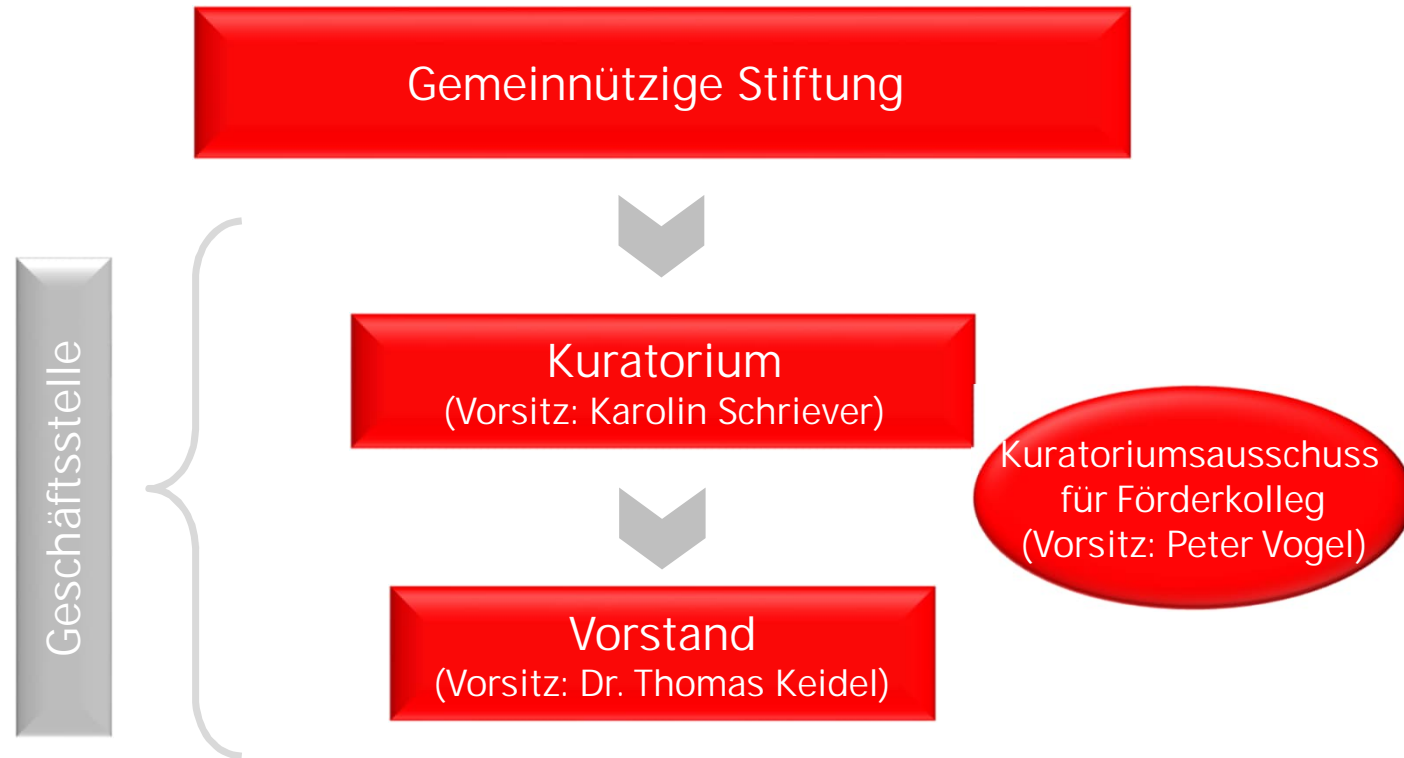 Gemeinnützige Stiftung
Geschäftsstelle
Kuratorium
(Vorsitz: Karolin Schriever)
Kuratoriumsausschuss
für Förderkolleg
(Vorsitz: Peter Vogel)
Vorstand
(Vorsitz: Dr. Thomas Keidel)